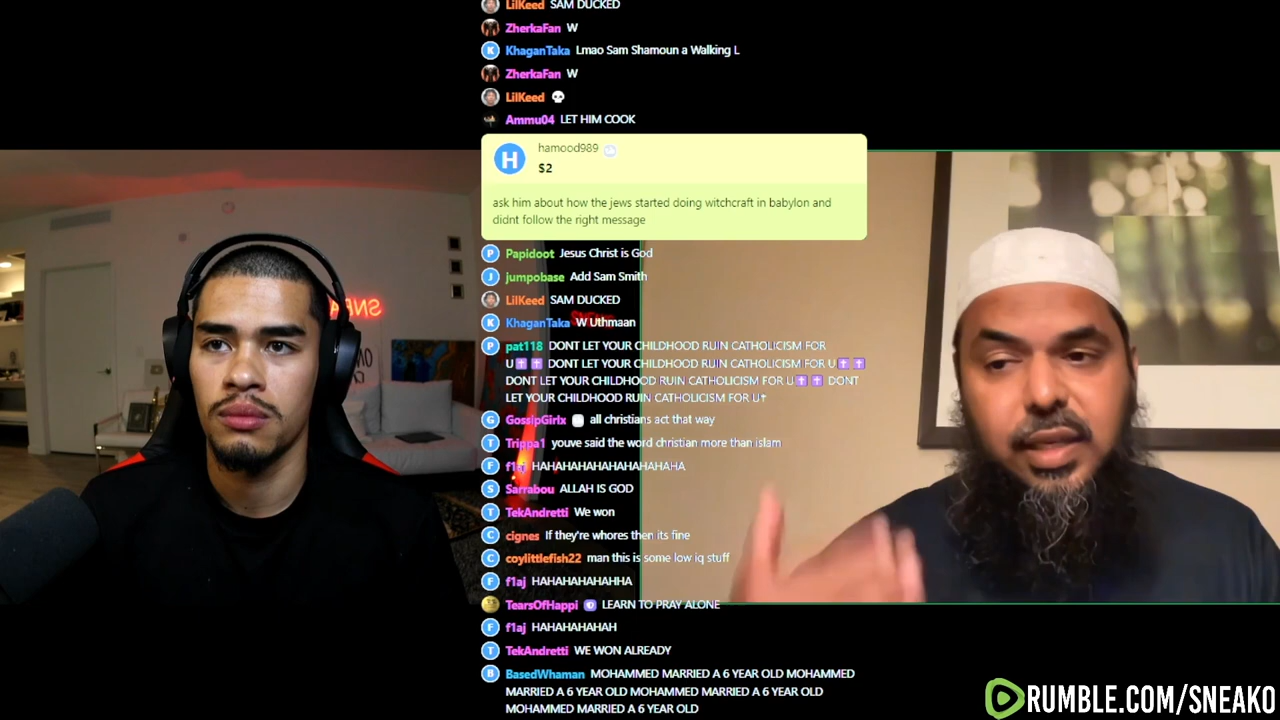 LilKeed SAM DUCKED
ZherkaFan W
KhaganTaka Lmao Sam Shamoun a Walking L
ZherkaFan W
LilKeed 💀
Ammu04 LET HIM COOK
H
hamood989
$2
ask him about how the jews started doing witchcraft in babylon and
didnt follow the right message
P Papidoot Jesus Christ is God
J jumpobase Add Sam Smith
LilKeed SAM DUCKED
K KhaganTaka W Uthmaan
P pat118 DONT LET YOUR CHILDHOOD RUIN CATHOLICISM FOR
U✝️✝️ DONT LET YOUR CHILDHOOD RUIN CATHOLICISM FOR U✝️✝️
DONT LET YOUR CHILDHOOD RUIN CATHOLICISM FOR U✝️✝️ DONT
LET YOUR CHILDHOOD RUIN CATHOLICISM FOR U✝
G GossipGirlx all christians act that way
T Trippa1 youve said the word christian more than islam
F f1aj HAHAHAHAHAHAHAHAHA
S Sarrabou ALLAH IS GOD
T TekAndretti We won
C cignes If they're whores then its fine
C coylittlefish22 man this is some low iq stuff
F f1aj HAHAHAHAHAHHA
TearsOfHappi LEARN TO PRAY ALONE
F f1aj HAHAHAHAHAH
T TekAndretti WE WON ALREADY
B BasedWhaman MOHAMMED MARRIED A 6 YEAR OLD MOHAMMED
MARRIED A 6 YEAR OLD MOHAMMED MARRIED A 6 YEAR OLD
MOHAMMED MARRIED A 6 YEAR OLD
RUMBLE.COM/SNEAKO